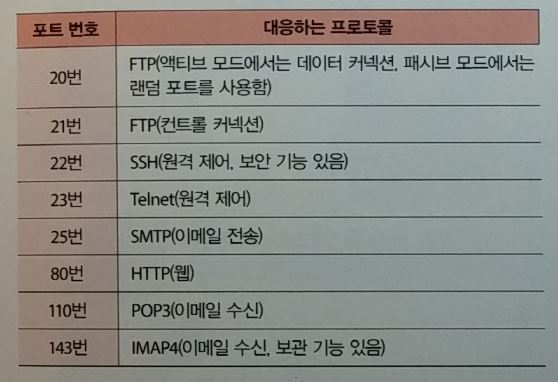 포트 번호 대응하는 프로토콜
20번 FTP(액티브 모드에서는 데이터 커넥션, 패시브 모드에서는
랜덤 포트를 사용함)
21번 FTP(컨트롤 커넥션)
22번 SSH(원격 제어, 보안 기능 있음)
23번 Telnet(원격 제어)
25번 SMTP(이메일 전송)
80번 HTTP(웹)
110번 POP3(이메일 수신)
143번 IMAP4(이메일 수신, 보관 기능 있음)